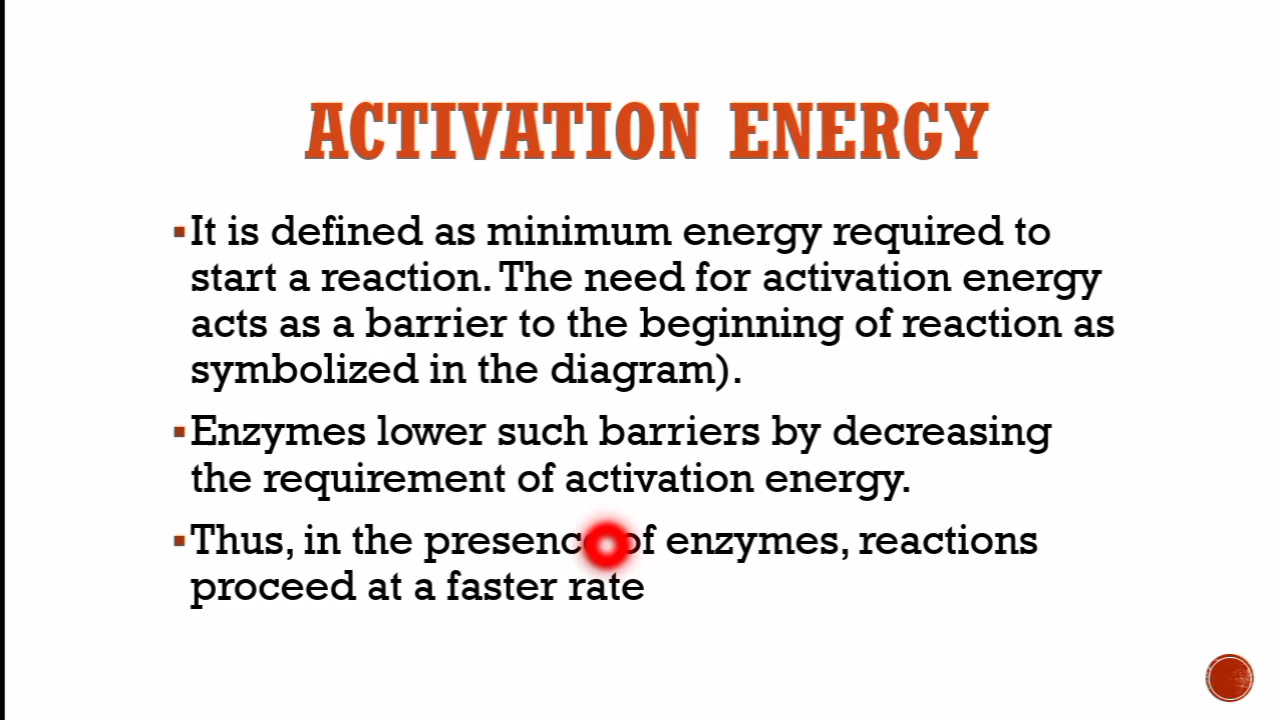 ACTIVATION ENERGY
▪It is defined as minimum energy required to
start a reaction. The need for activation energy
acts as a barrier to the beginning of reaction as
symbolized in the diagram).
▪Enzymes lower such barriers by decreasing
the requirement of activation energy.
▪Thus, in the presence of enzymes, reactions
proceed at a faster rate